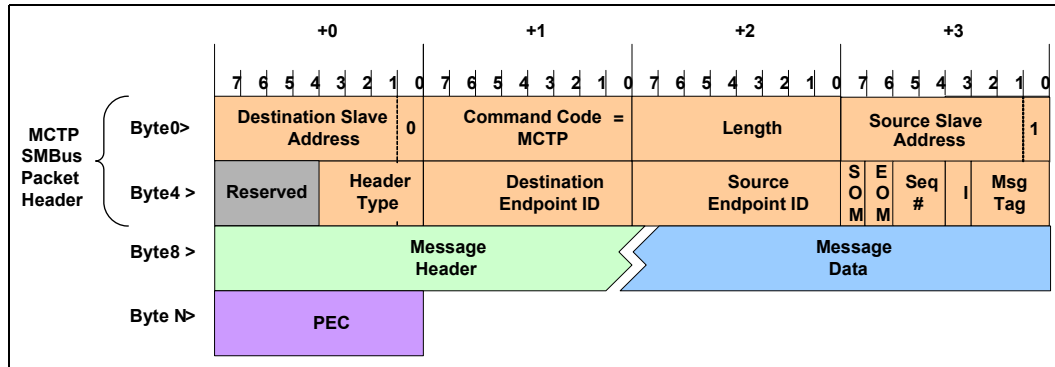 +0 +1 +2 +3
7 6 5 4 3 2 1 0 7 6 5 4 3 2 1 0 7 6 5 4 3 2 1 0 7 6 5 4 3 2 1 0
MCTP
SMBus
Packet
Header
Byte0>
Destination Slave
Address
0
Command Code =
MCTP
Length
Source Slave
Address
1
Byte4 >
Reserved
Header
Type
Destination
Endpoint ID
Source
Endpoint ID
S
O
M
E
O
M
Seq
#
I
Msg
Tag
Byte8 >
Message
Header
Message
Data
Byte N>
PEC